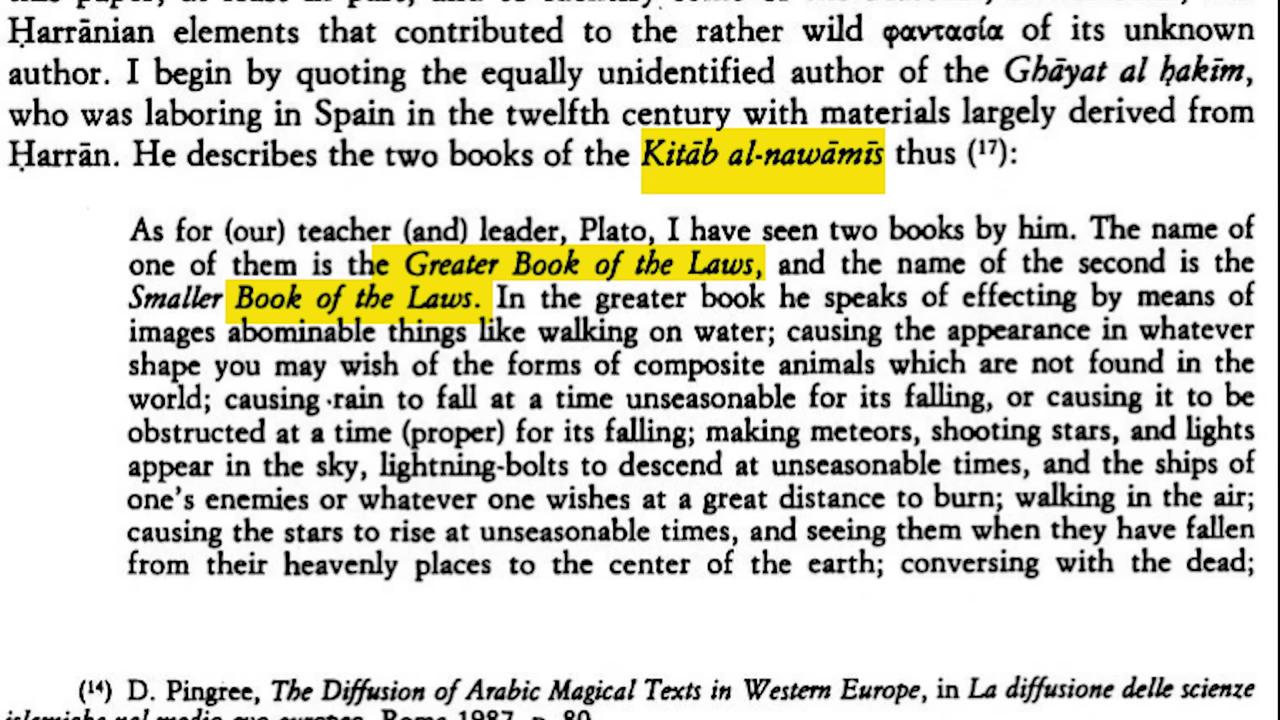 Ḥarrānian elements that contributed to the rather wild φαντασία of its unknown
author. I begin by quoting the equally unidentified author of the Ghāyat al ḥakīm,
who was laboring in Spain in the twelfth century with materials largely derived from
Ḥarrān. He describes the two books of the Kitāb al-nawāmīs thus (¹⁷):
As for (our) teacher (and) leader, Plato, I have seen two books by him. The name of
one of them is the Greater Book of the Laws, and the name of the second is the
Smaller Book of the Laws. In the greater book he speaks of effecting by means of
images abominable things like walking on water; causing the appearance in whatever
shape you may wish of the forms of composite animals which are not found in the
world; causing rain to fall at a time unseasonable for its falling, or causing it to be
obstructed at a time (proper) for its falling; making meteors, shooting stars, and lights
appear in the sky, lightning-bolts to descend at unseasonable times, and the ships of
one's enemies or whatever one wishes at a great distance to burn; walking in the air;
causing the stars to rise at unseasonable times, and seeing them when they have fallen
from their heavenly places to the center of the earth; conversing with the dead;
(¹⁴) D. Pingree, The Diffusion of Arabic Magical Texts in Western Europe, in La diffusione delle scienze
islamiche nel medio evo europeo, Roma 1987, p. 80